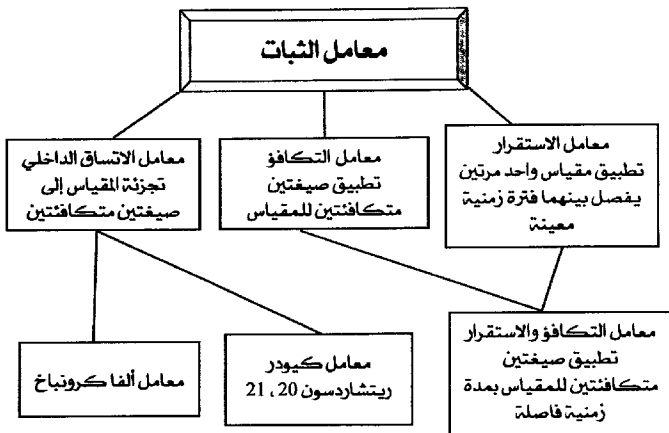 معامل الثبات
معامل الاستقرار
تطبيق مقياس واحد مرتين
يفصل بينهما فترة زمنية
معينة
معامل التكافؤ
تطبيق صيغتين
متكافئتين للمقياس
معامل الاتساق الداخلي
تجزئة المقياس إلى
صيغتين متكافئتين
معامل التكافؤ والاستقرار
تطبيق صيغتين
متكافئتين للمقياس بمدة
زمنية فاصلة
معامل كيودر
ريتشاردسون 20 ، 21
معامل ألفا كرونباخ